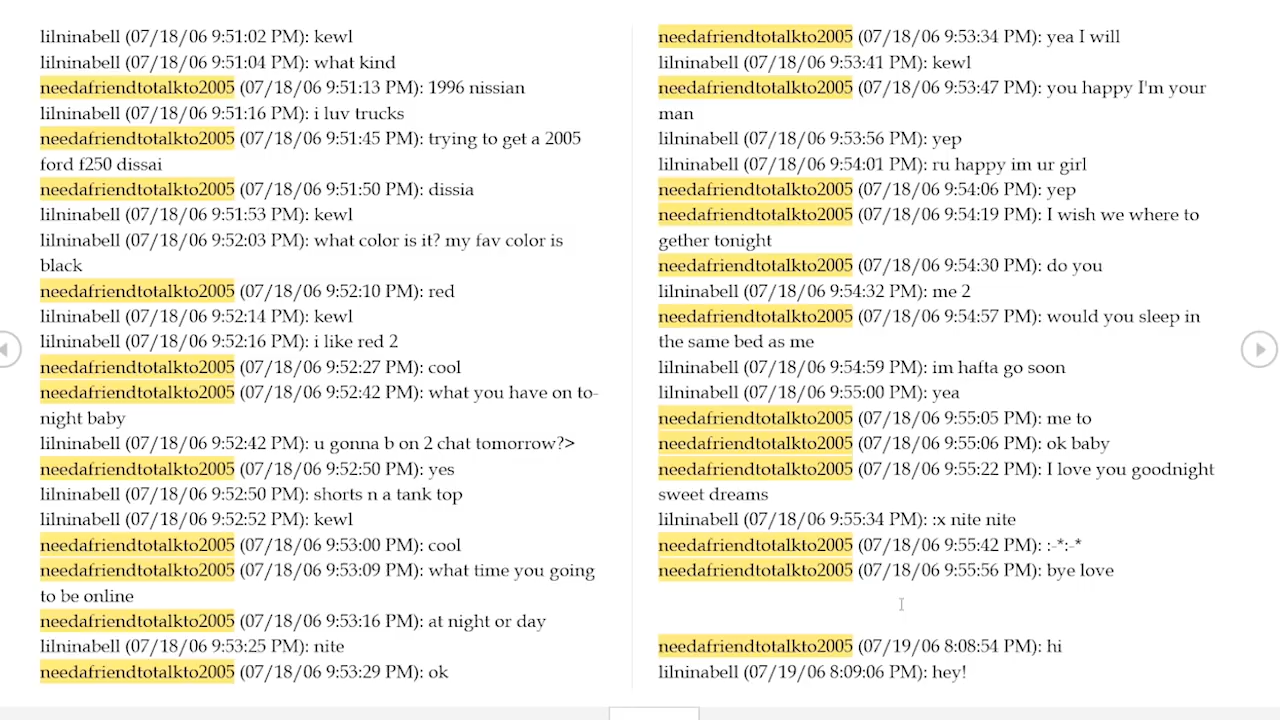 lilninabell (07/18/06 9:51:02 PM): kewl
lilninabell (07/18/06 9:51:04 PM): what kind
needafriendtotalkto2005 (07/18/06 9:51:13 PM): 1996 nissian
lilninabell (07/18/06 9:51:16 PM): i luv trucks
needafriendtotalkto2005 (07/18/06 9:51:45 PM): trying to get a 2005
ford f250 dissai
needafriendtotalkto2005 (07/18/06 9:51:50 PM): dissia
lilninabell (07/18/06 9:51:53 PM): kewl
lilninabell (07/18/06 9:52:03 PM): what color is it? my fav color is
black
needafriendtotalkto2005 (07/18/06 9:52:10 PM): red
lilninabell (07/18/06 9:52:14 PM): kewl
lilninabell (07/18/06 9:52:16 PM): i like red 2
needafriendtotalkto2005 (07/18/06 9:52:27 PM): cool
needafriendtotalkto2005 (07/18/06 9:52:42 PM): what you have on to-
night baby
lilninabell (07/18/06 9:52:42 PM): u gonna b on 2 chat tomorrow?>
needafriendtotalkto2005 (07/18/06 9:52:50 PM): yes
lilninabell (07/18/06 9:52:50 PM): shorts n a tank top
lilninabell (07/18/06 9:52:52 PM): kewl
needafriendtotalkto2005 (07/18/06 9:53:00 PM): cool
needafriendtotalkto2005 (07/18/06 9:53:09 PM): what time you going
to be online
needafriendtotalkto2005 (07/18/06 9:53:16 PM): at night or day
lilninabell (07/18/06 9:53:25 PM): nite
needafriendtotalkto2005 (07/18/06 9:53:29 PM): ok
needafriendtotalkto2005 (07/18/06 9:53:34 PM): yea I will
lilninabell (07/18/06 9:53:41 PM): kewl
needafriendtotalkto2005 (07/18/06 9:53:47 PM): you happy I'm your
man
lilninabell (07/18/06 9:53:56 PM): yep
lilninabell (07/18/06 9:54:01 PM): ru happy im ur girl
needafriendtotalkto2005 (07/18/06 9:54:06 PM): yep
needafriendtotalkto2005 (07/18/06 9:54:19 PM): I wish we where to
gether tonight
needafriendtotalkto2005 (07/18/06 9:54:30 PM): do you
lilninabell (07/18/06 9:54:32 PM): me 2
needafriendtotalkto2005 (07/18/06 9:54:57 PM): would you sleep in
the same bed as me
lilninabell (07/18/06 9:54:59 PM): im hafta go soon
lilninabell (07/18/06 9:55:00 PM): yea
needafriendtotalkto2005 (07/18/06 9:55:05 PM): me to
needafriendtotalkto2005 (07/18/06 9:55:06 PM): ok baby
needafriendtotalkto2005 (07/18/06 9:55:22 PM): I love you goodnight
sweet dreams
lilninabell (07/18/06 9:55:34 PM): :x nite nite
needafriendtotalkto2005 (07/18/06 9:55:42 PM): :-*:-*
needafriendtotalkto2005 (07/18/06 9:55:56 PM): bye love
needafriendtotalkto2005 (07/19/06 8:08:54 PM): hi
lilninabell (07/19/06 8:09:06 PM): hey!